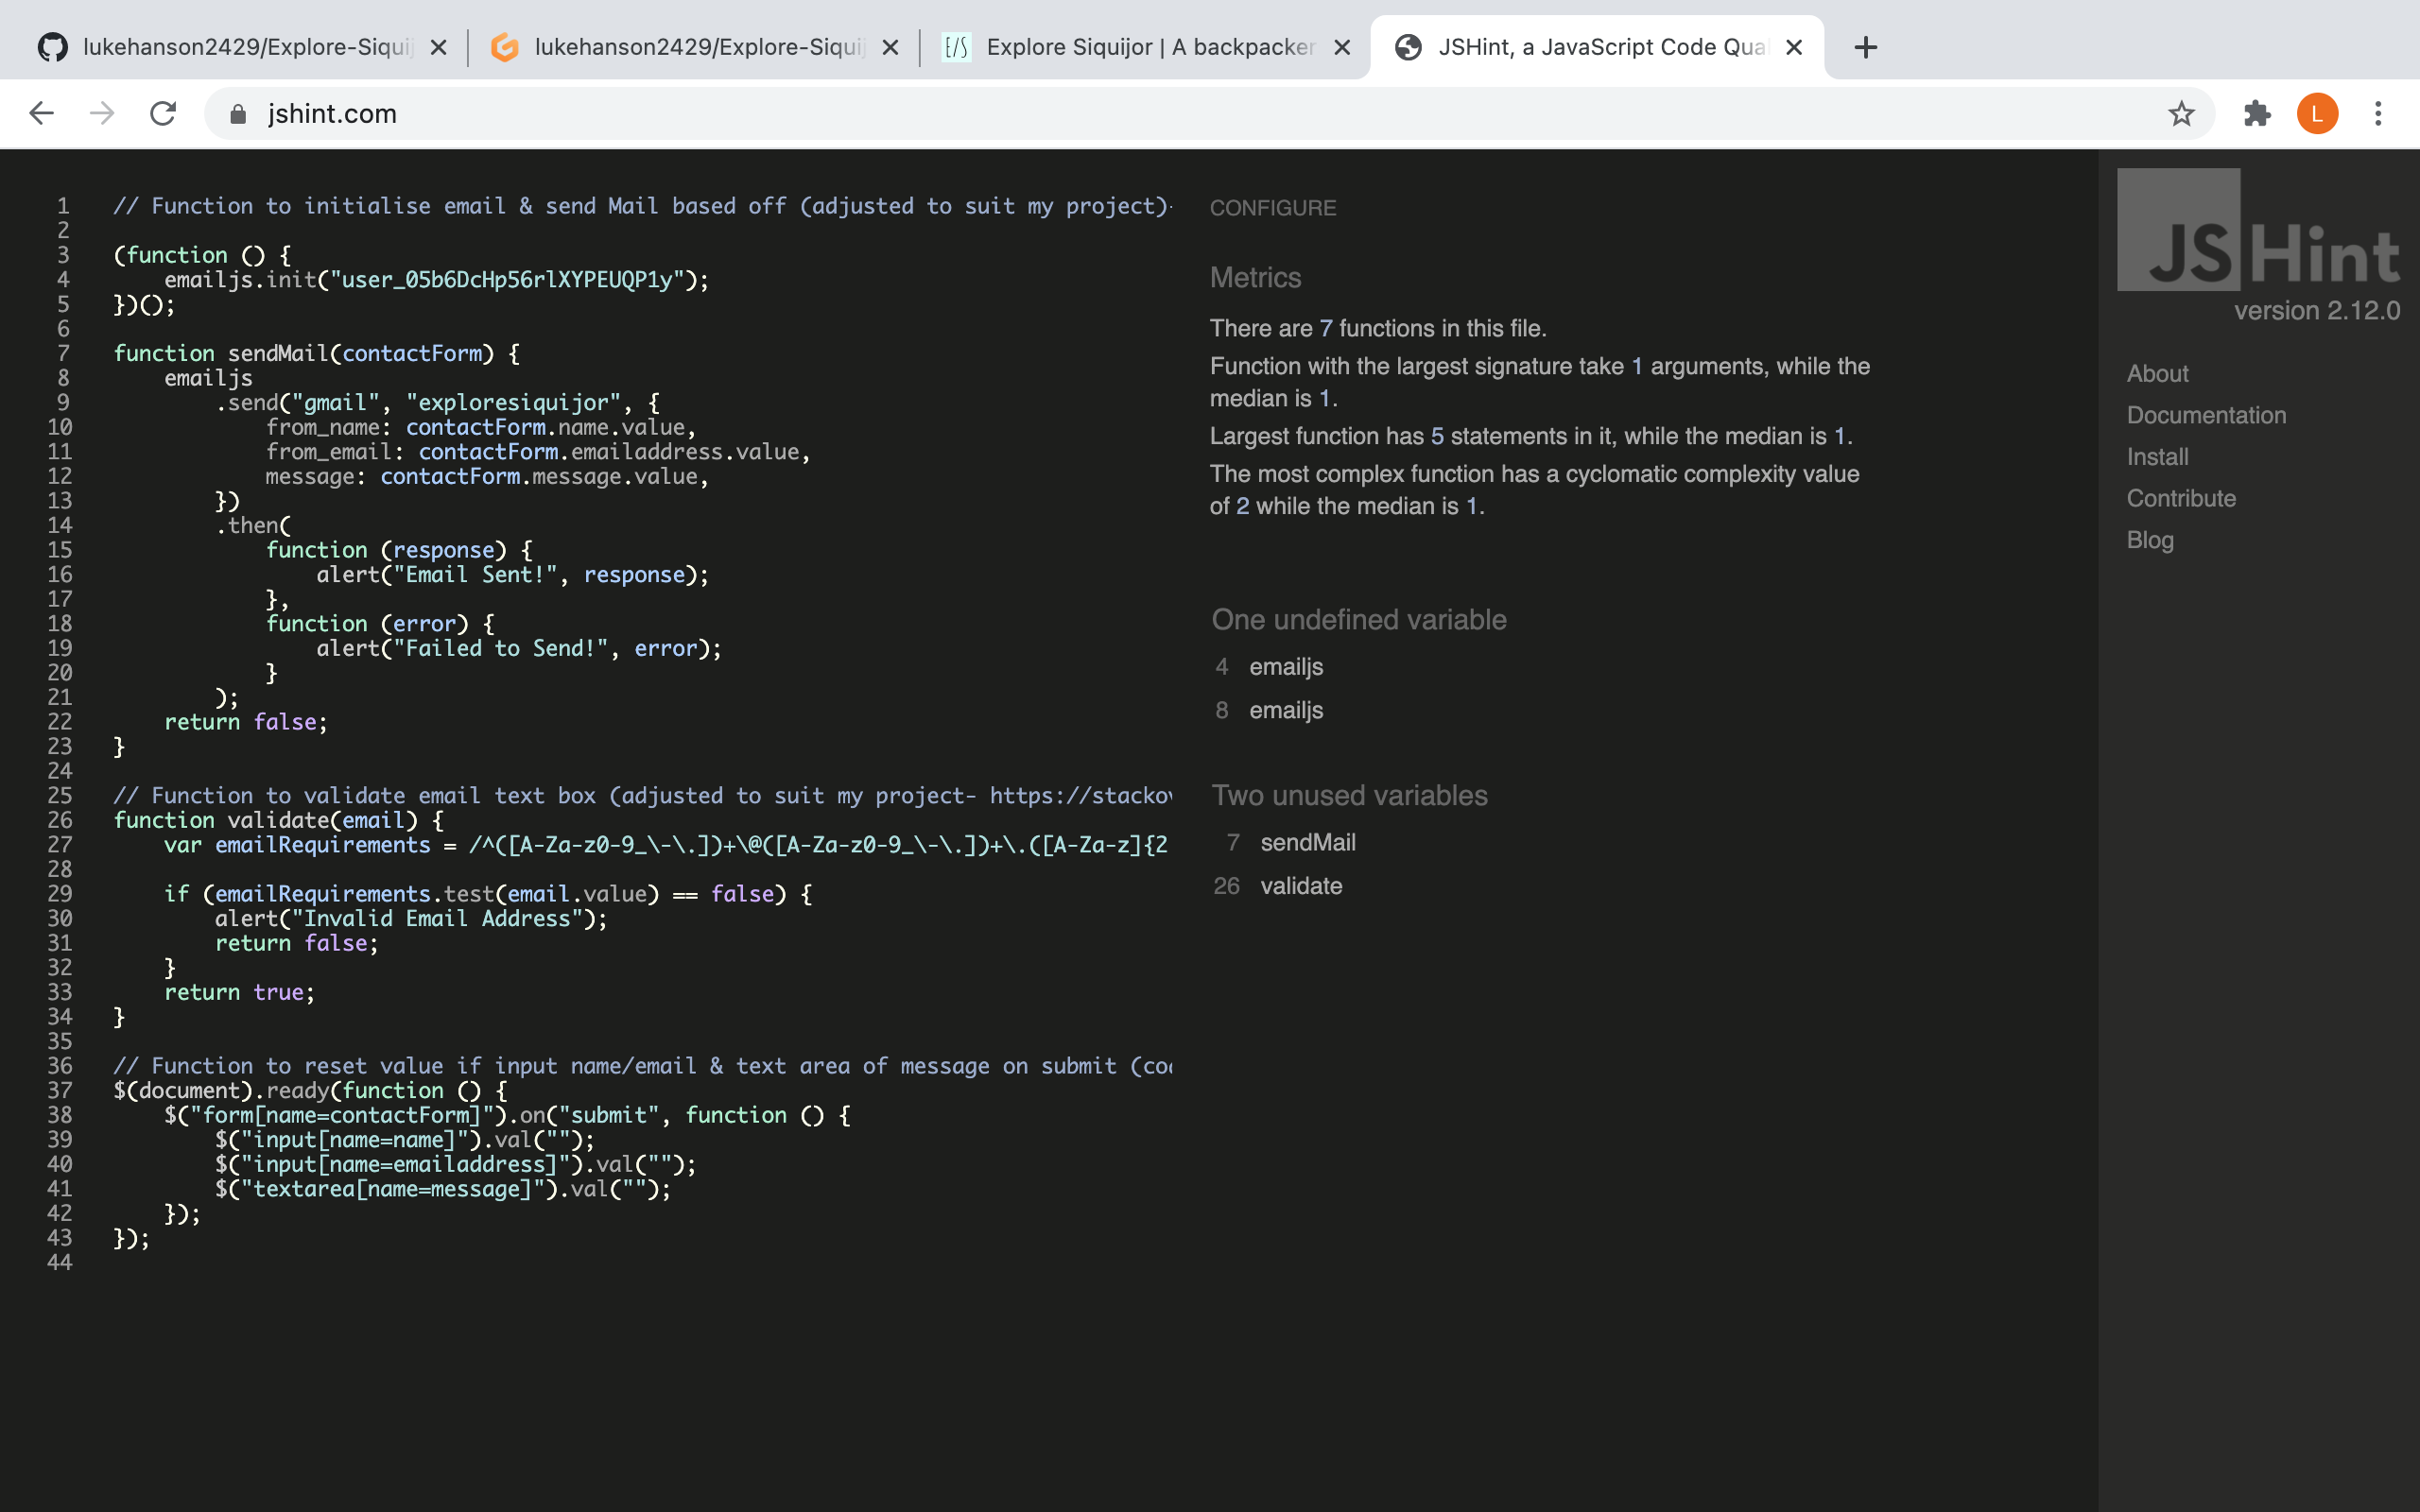 lukehanson2429/Explore-Siquij
lukehanson2429/Explore-Siquij
[E/S] Explore Siquijor | A backpacker
JSHint, a JavaScript Code Qual
jshint.com
L
1 // Function to initialise email & send Mail based off (adjusted to suit my project)-
2
3 (function () {
4 emailjs.init("user_05b6DcHp56rlXYPEUQP1y");
5 })();
6
7 function sendMail(contactForm) {
8 emailjs
9 .send("gmail", "exploresiquijor", {
10 from_name: contactForm.name.value,
11 from_email: contactForm.emailaddress.value,
12 message: contactForm.message.value,
13 })
14 .then(
15 function (response) {
16 alert("Email Sent!", response);
17 },
18 function (error) {
19 alert("Failed to Send!", error);
20 }
21 );
22 return false;
23 }
24
25 // Function to validate email text box (adjusted to suit my project- https://stackov
26 function validate(email) {
27 var emailRequirements = /^([A-Za-z0-9_\-\.])+\@([A-Za-z0-9_\-\.])+\.([A-Za-z]{2
28
29 if (emailRequirements.test(email.value) == false) {
30 alert("Invalid Email Address");
31 return false;
32 }
33 return true;
34 }
35
36 // Function to reset value if input name/email & text area of message on submit (cod
37 $(document).ready(function () {
38 $("form[name=contactForm]").on("submit", function () {
39 $("input[name=name]").val("");
40 $("input[name=emailaddress]").val("");
41 $("textarea[name=message]").val("");
42 });
43 });
44
CONFIGURE
Metrics
There are 7 functions in this file.
Function with the largest signature take 1 arguments, while the
median is 1.
Largest function has 5 statements in it, while the median is 1.
The most complex function has a cyclomatic complexity value
of 2 while the median is 1.
One undefined variable
4 emailjs
8 emailjs
Two unused variables
7 sendMail
26 validate
JSHint
version 2.12.0
About
Documentation
Install
Contribute
Blog